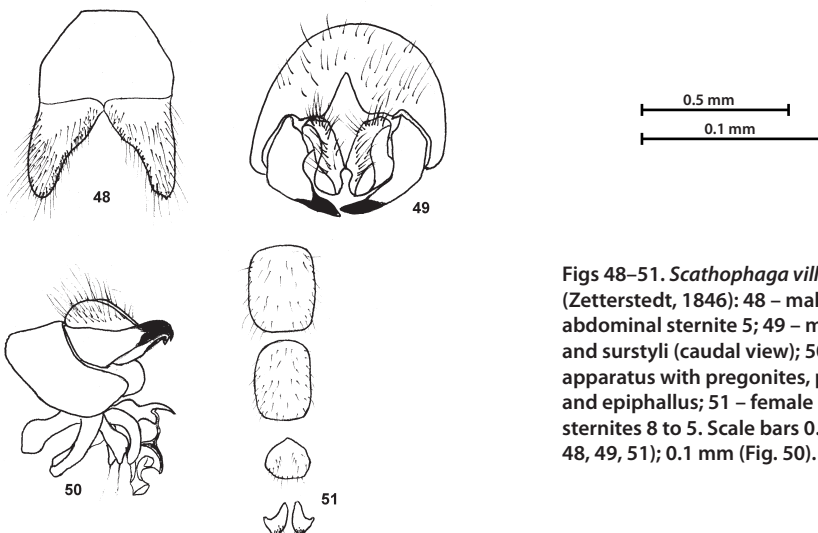 48
49
50
51
0.5 mm
0.1 mm
Figs 48–51. Scathophaga vill
(Zetterstedt, 1846): 48 – mal
abdominal sternite 5; 49 – m
and surstyli (caudal view); 50
apparatus with pregonites, p
and epiphallus; 51 – female
sternites 8 to 5. Scale bars 0.
48, 49, 51); 0.1 mm (Fig. 50).